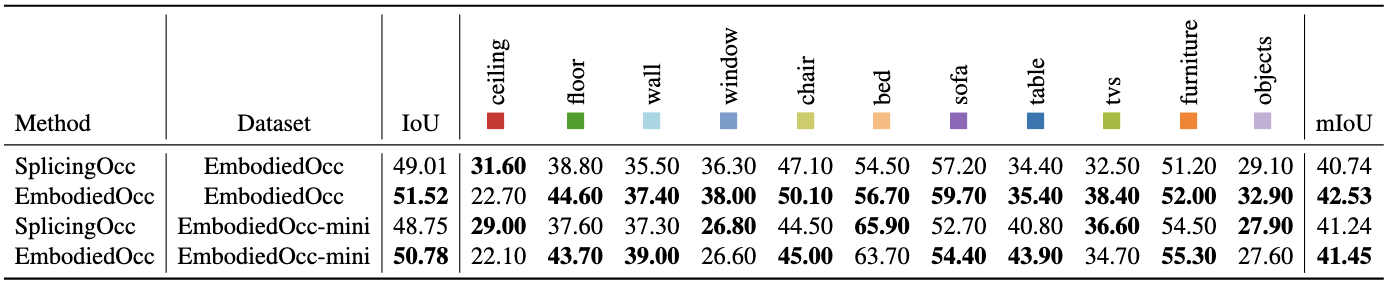 Method Dataset IoU ceiling floor wall window chair bed sofa table tvs furniture objects mIoU
SplicingOcc EmbodiedOcc 49.01 31.60 38.80 35.50 36.30 47.10 54.50 57.20 34.40 32.50 51.20 29.10 40.74
EmbodiedOcc EmbodiedOcc 51.52 22.70 44.60 37.40 38.00 50.10 56.70 59.70 35.40 38.40 52.00 32.90 42.53
SplicingOcc EmbodiedOcc-mini 48.75 29.00 37.60 37.30 26.80 44.50 65.90 52.70 40.80 36.60 54.50 27.90 41.24
EmbodiedOcc EmbodiedOcc-mini 50.78 22.10 43.70 39.00 26.60 45.00 63.70 54.40 43.90 34.70 55.30 27.60 41.45